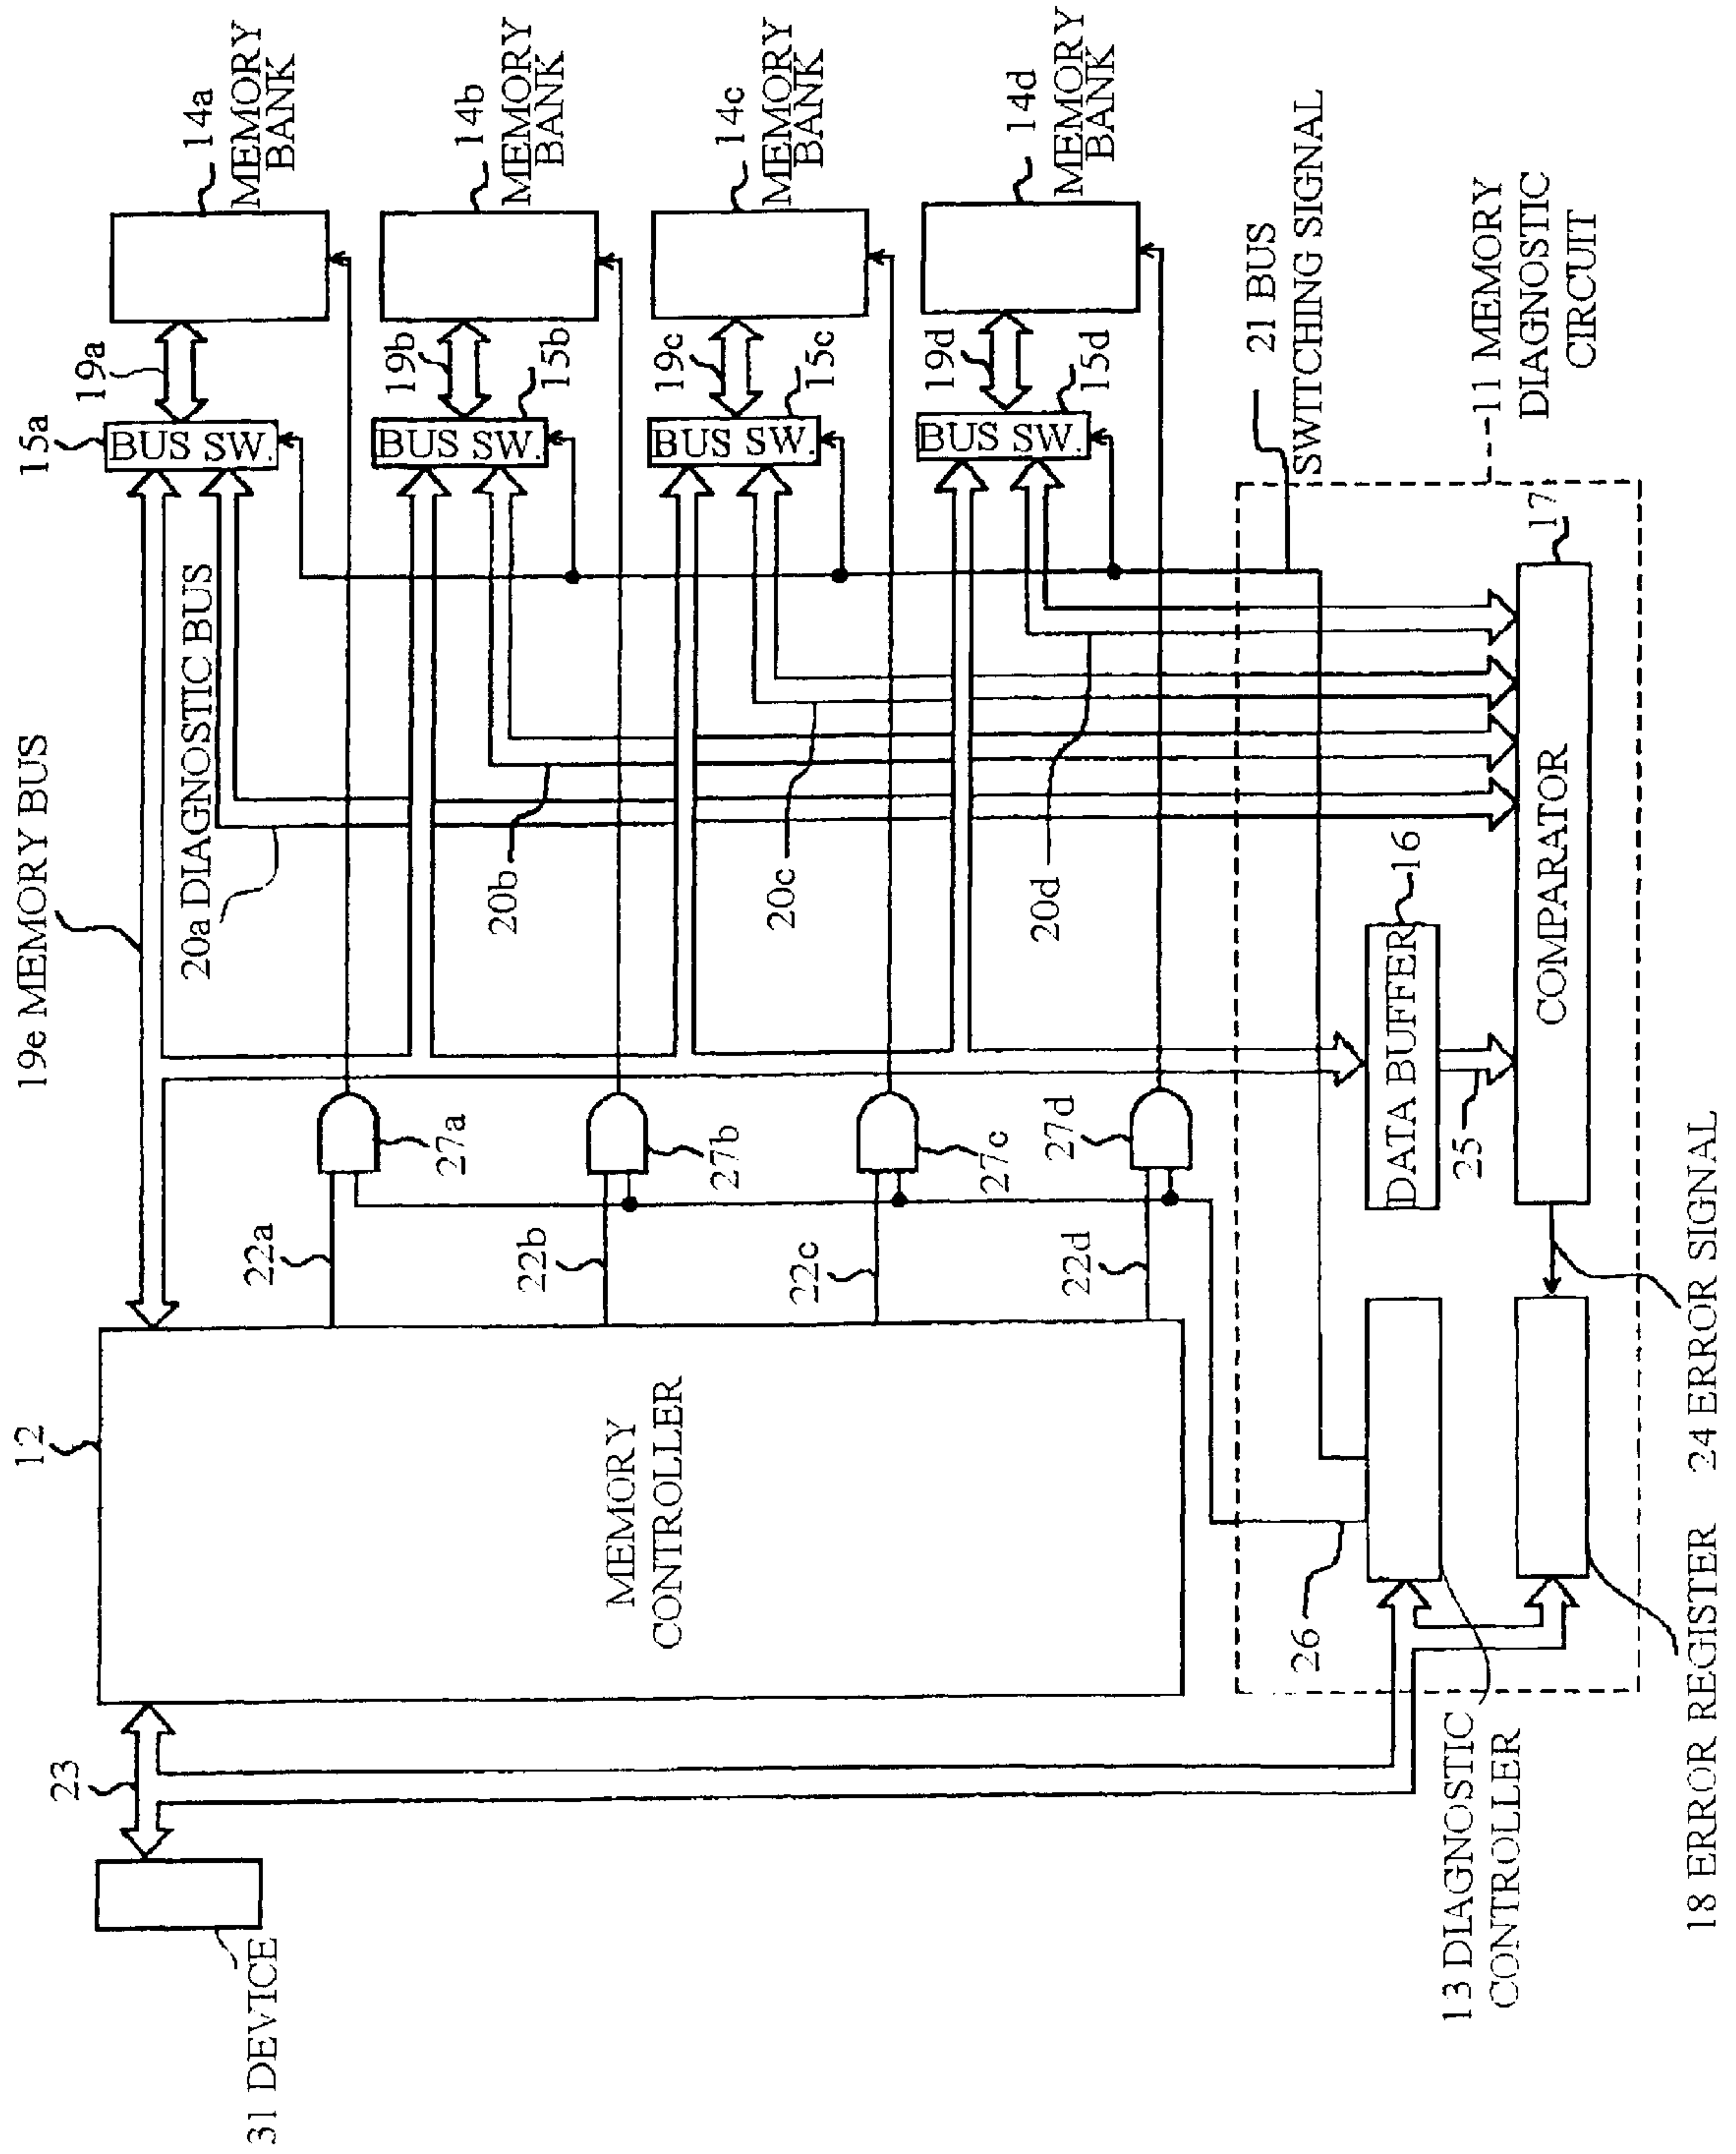 19e MEMORY BUS
15a
19a
14a
MEMORY
BANK
BUS SW.
20a DIAGNOSTIC BUS
19b
14b
MEMORY
BANK
BUS SW.
15b
20b
19c
14c
MEMORY
BANK
BUS SW.
15c
20c
19d
14d
MEMORY
BANK
BUS SW.
15d
20d
12
MEMORY
CONTROLLER
22a
27a
22b
27b
22c
27c
22d
27d
23
31 DEVICE
21 BUS
SWITCHING SIGNAL
11 MEMORY
DIAGNOSTIC
CIRCUIT
26
DATA BUFFER
16
25
COMPARATOR
17
13 DIAGNOSTIC
CONTROLLER
18 ERROR REGISTER
24 ERROR SIGNAL